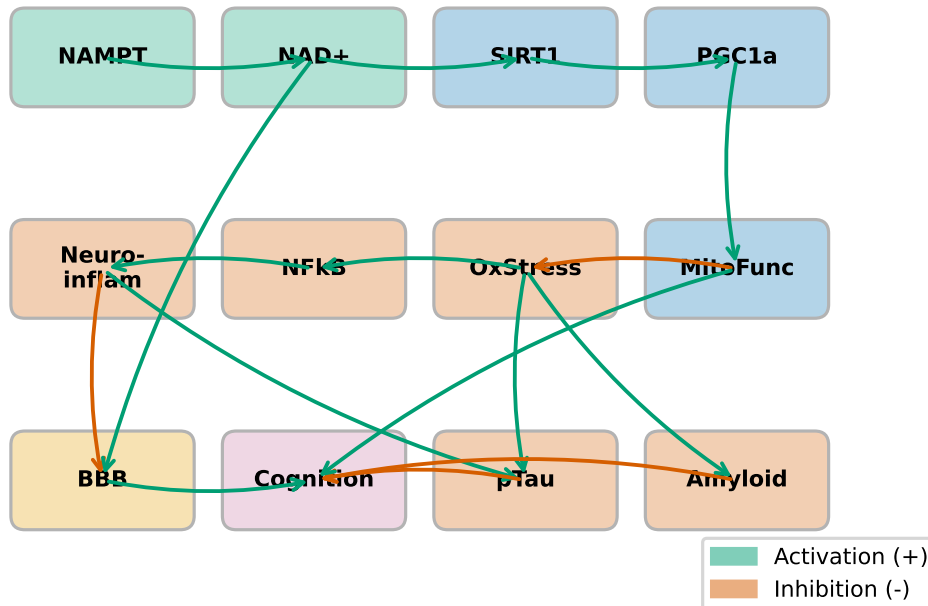 NAMPT
NAD+
SIRT1
PGC1a
Neuro-
inflam
NFkB
OxStress
MitoFunc
BBB
Cognition
pTau
Amyloid
Activation (+)
Inhibition (-)